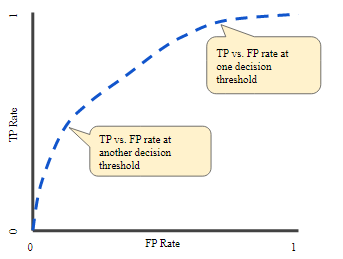 1
TP vs. FP rate at
one decision
threshold
TP Rate
TP vs. FP rate at
another decision
threshold
0
0
FP Rate
1